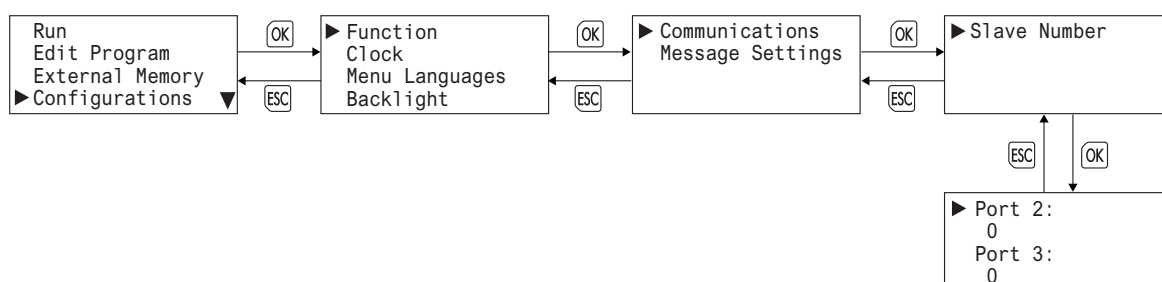 Run
Edit Program
External Memory
▶Configurations ▼
OK
ESC
▶ Function
Clock
Menu Languages
Backlight
OK
ESC
▶ Communications
Message Settings
OK
ESC
▶ Slave Number
ESC
OK
▶ Port 2:
0
Port 3:
0